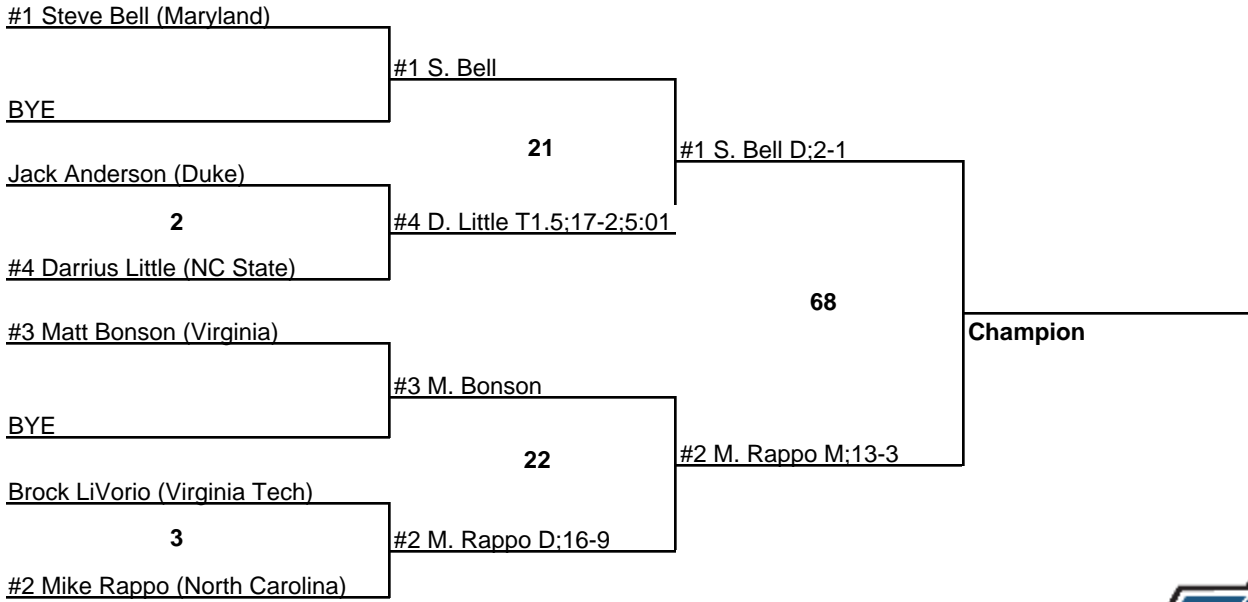 #1 Steve Bell (Maryland)
#1 S. Bell
BYE
21
#1 S. Bell D;2-1
Jack Anderson (Duke)
2
#4 D. Little T1.5;17-2;5:01
#4 Darrius Little (NC State)
68
#3 Matt Bonson (Virginia)
Champion
#3 M. Bonson
BYE
22
#2 M. Rappo M;13-3
Brock LiVorio (Virginia Tech)
3
#2 M. Rappo D;16-9
#2 Mike Rappo (North Carolina)